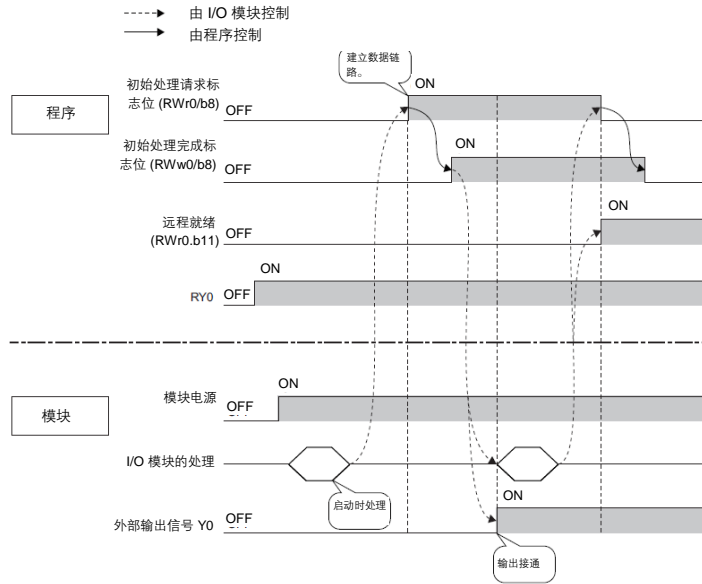 由 I/O 模块控制
由程序控制
建立数据链
路。
ON
初始处理请求标
志位 (RWr0/b8)
OFF
程序
ON
初始处理完成标
志位 (RWw0/b8)
OFF
ON
远程就绪
(RWr0.b11)
OFF
ON
RY0
OFF
ON
模块电源
OFF
模块
I/O 模块的处理
启动时处理
ON
外部输出信号 Y0
OFF
输出接通